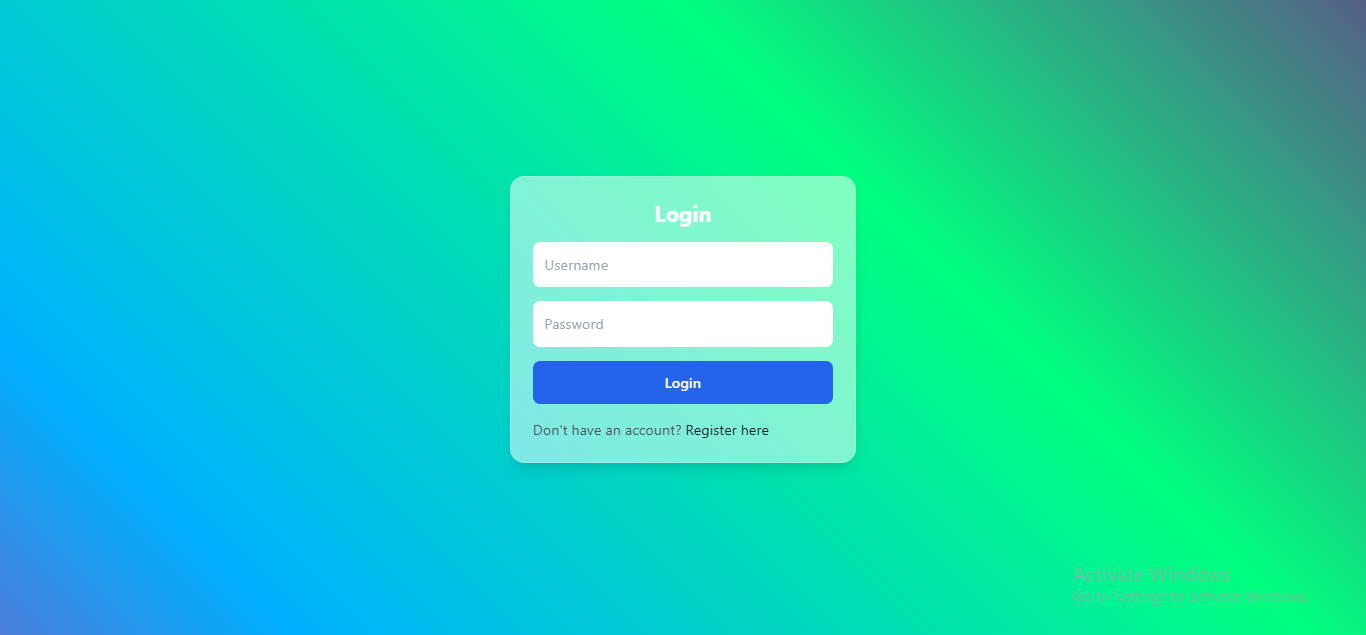 Login
Username
Password
Login
Don't have an account? Register here
Activate Windows
Go to Settings to activate Windows.